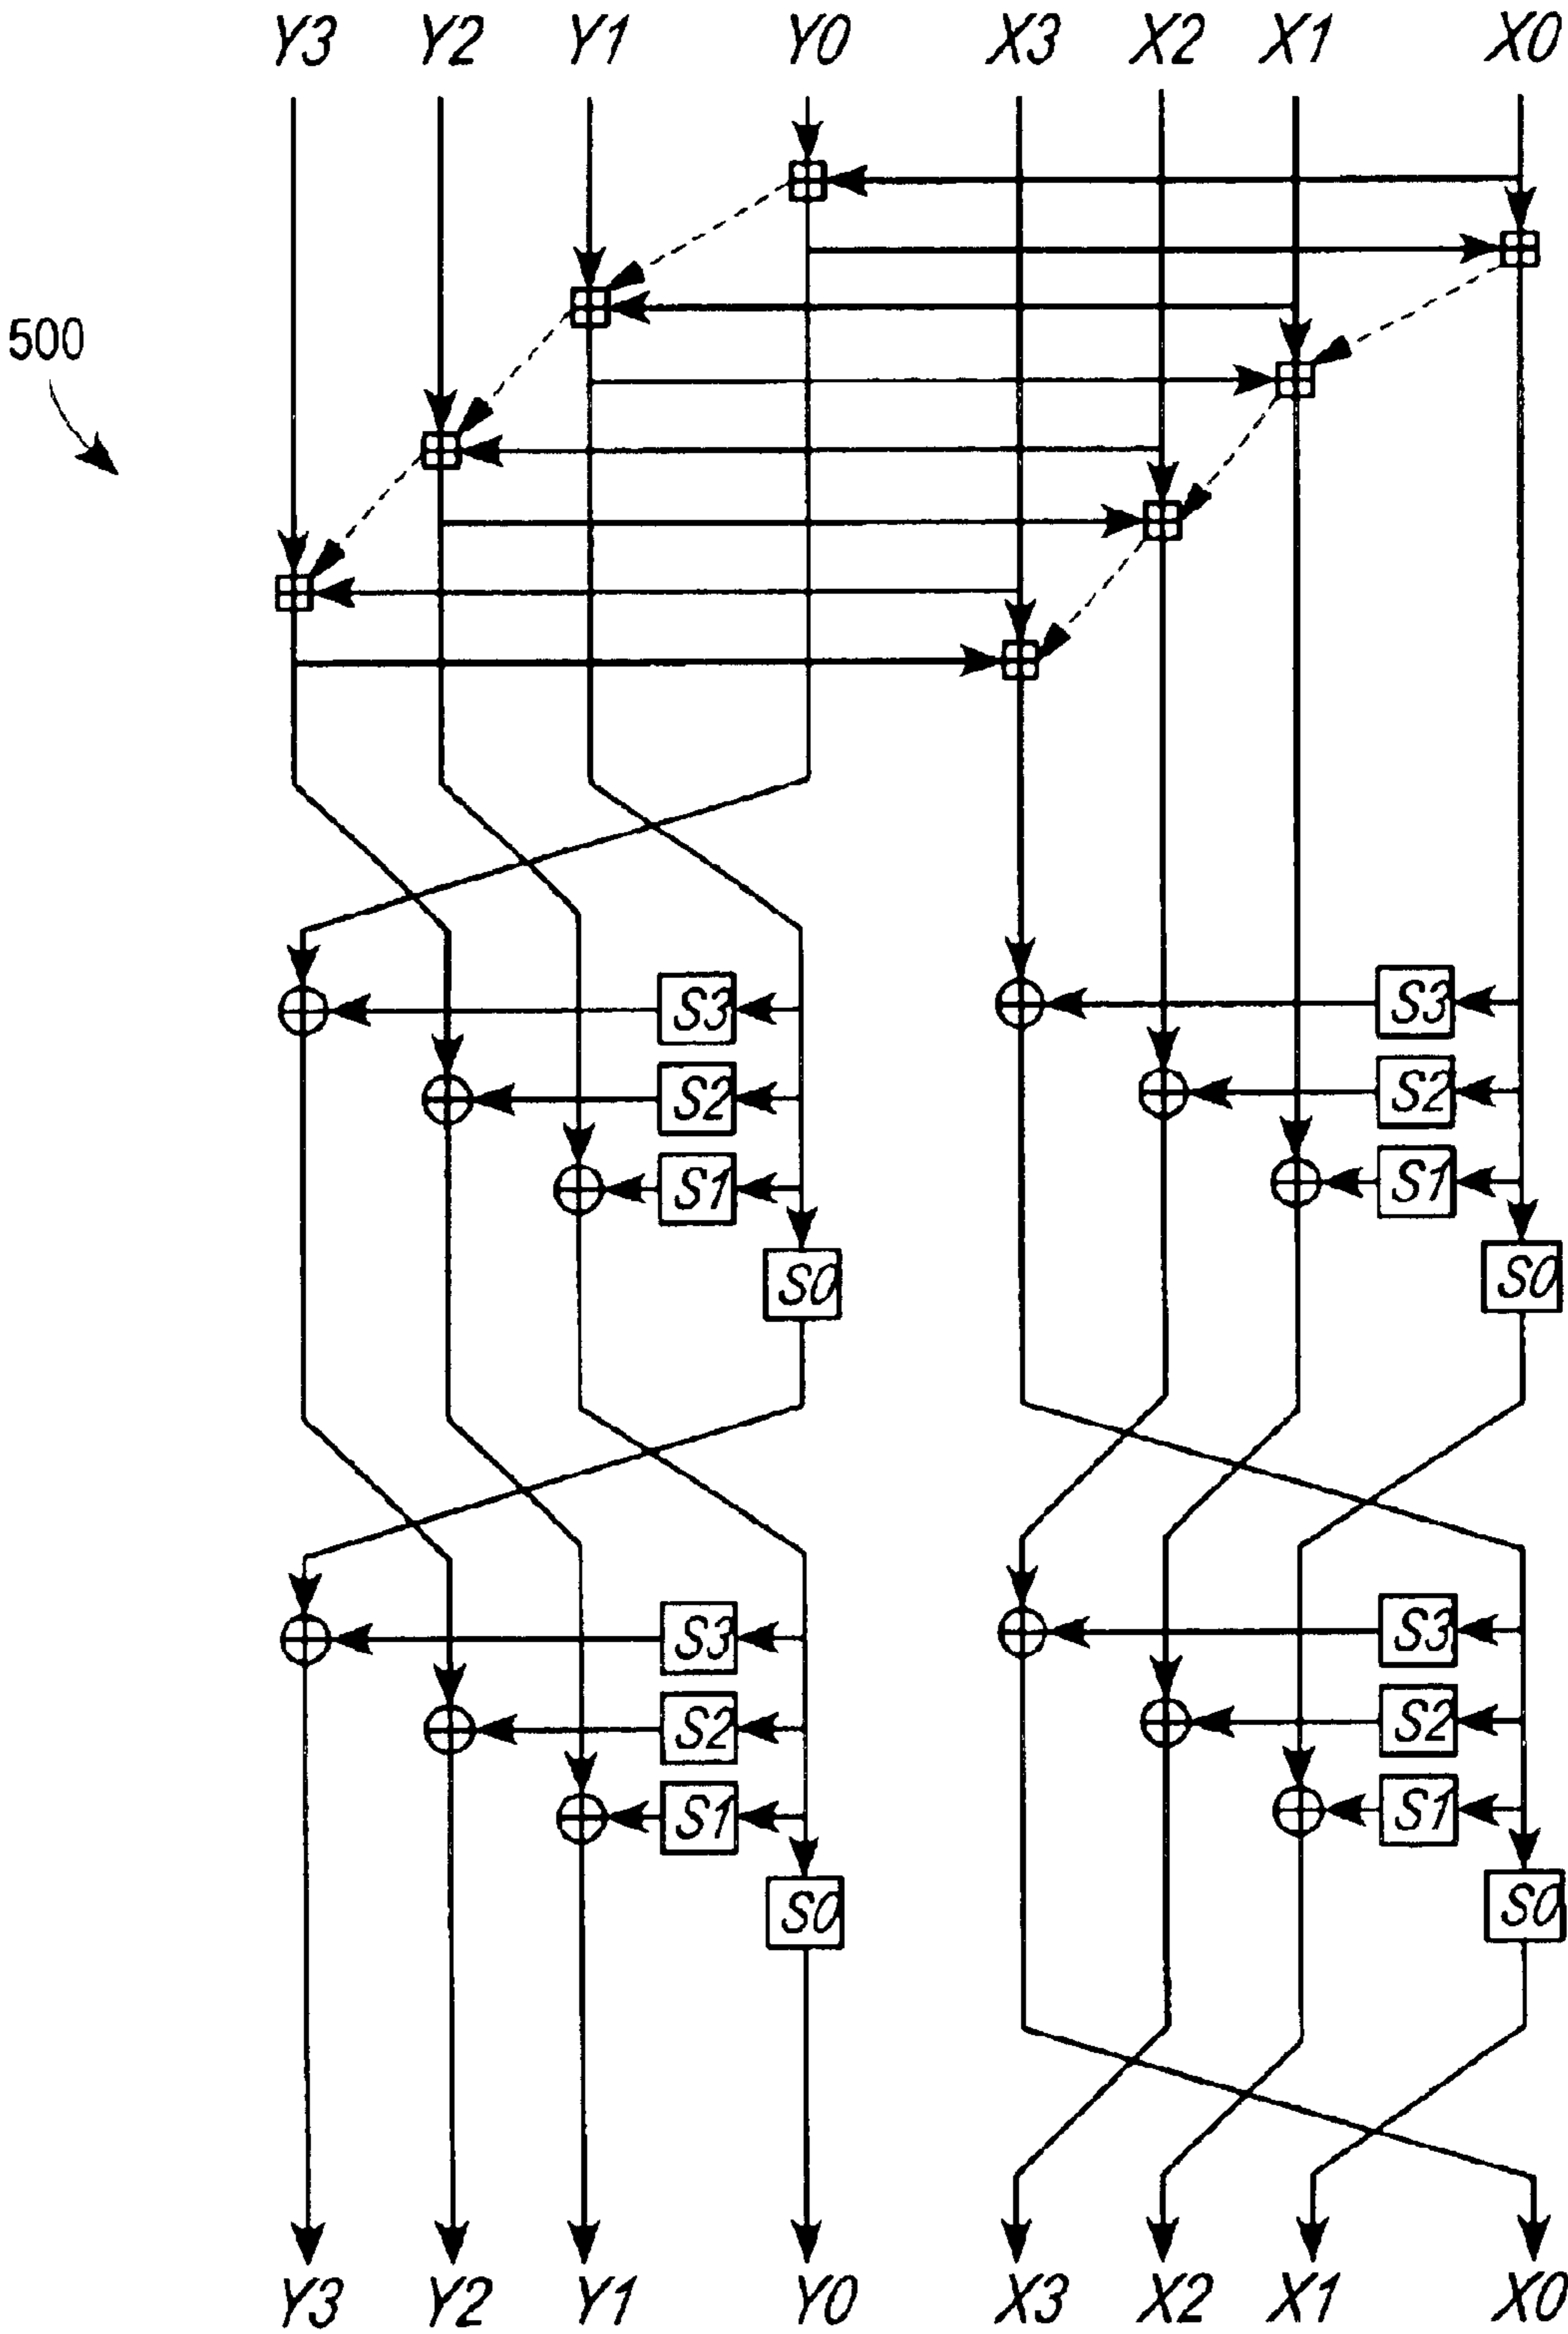 Y3 Y2 Y1 Y0 X3 X2 X1 X0
500
S3 S3
S2 S2
S1 S1
S0 S0
S3 S3
S2 S2
S1 S1
S0 S0
Y3 Y2 Y1 Y0 X3 X2 X1 X0